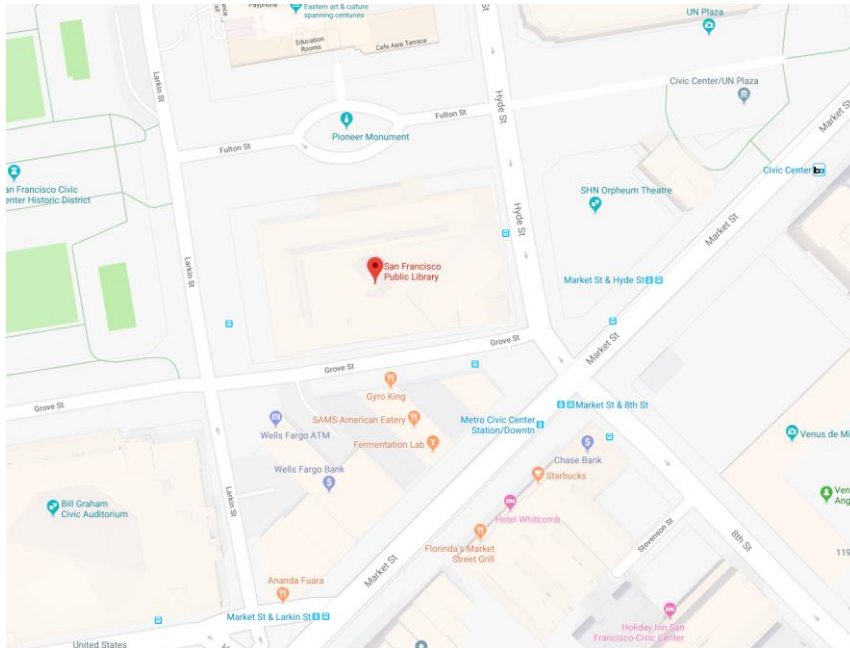 Payphone
Eastern art & culture
spanning centuries
Education
Rooms
Cafe Asia Terrace
UN Plaza
Larkin St
Hyde St
Civic Center/UN Plaza
Market St
Pioneer Monument
Fulton St
Fulton St
Civic Center
an Francisco Civic
enter Historic District
SHN Orpheum Theatre
Hyde St
Market St
Larkin St
San Francisco
Public Library
Market St & Hyde St
Grove St
Market St
Grove St
Gyro King
Grove St
SAMS American Eatery
Metro Civic Center
Station/Downtn
Market St & 8th St
Wells Fargo ATM
Fermentation Lab
Chase Bank
Venus de Mi
Wells Fargo Bank
Starbucks
Larkin St
Bill Graham
Civic Auditorium
Hotel Whitcomb
Ven
Ang
Florinda's Market
Street Grill
Stevenson St
8th St
119
Market St
Ananda Fuara
Market St & Larkin St
Holiday Inn San
Francisco-Civic Center
United States